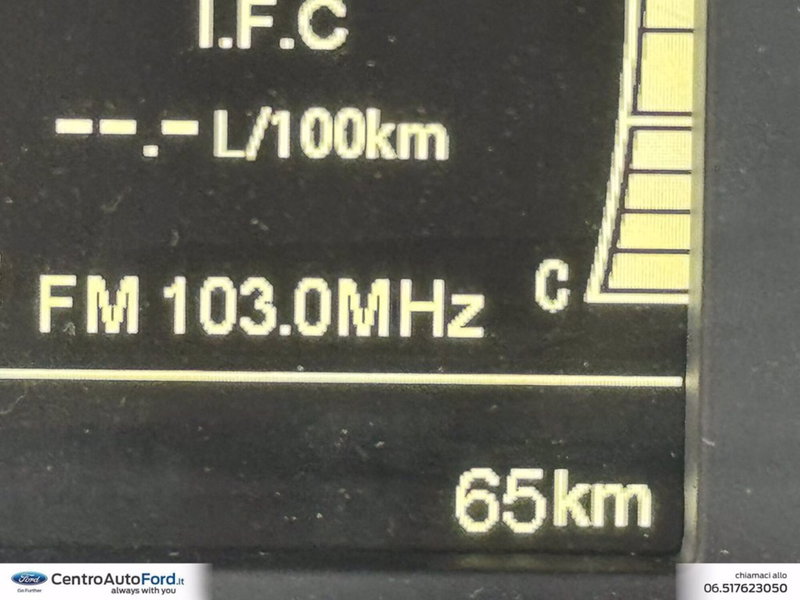 I.F.C
--.- L/100km
FM 103.0MHz
C
65km
Ford
Go Further
CentroAutoFord.it
always with you
chiamaci allo
06.517623050